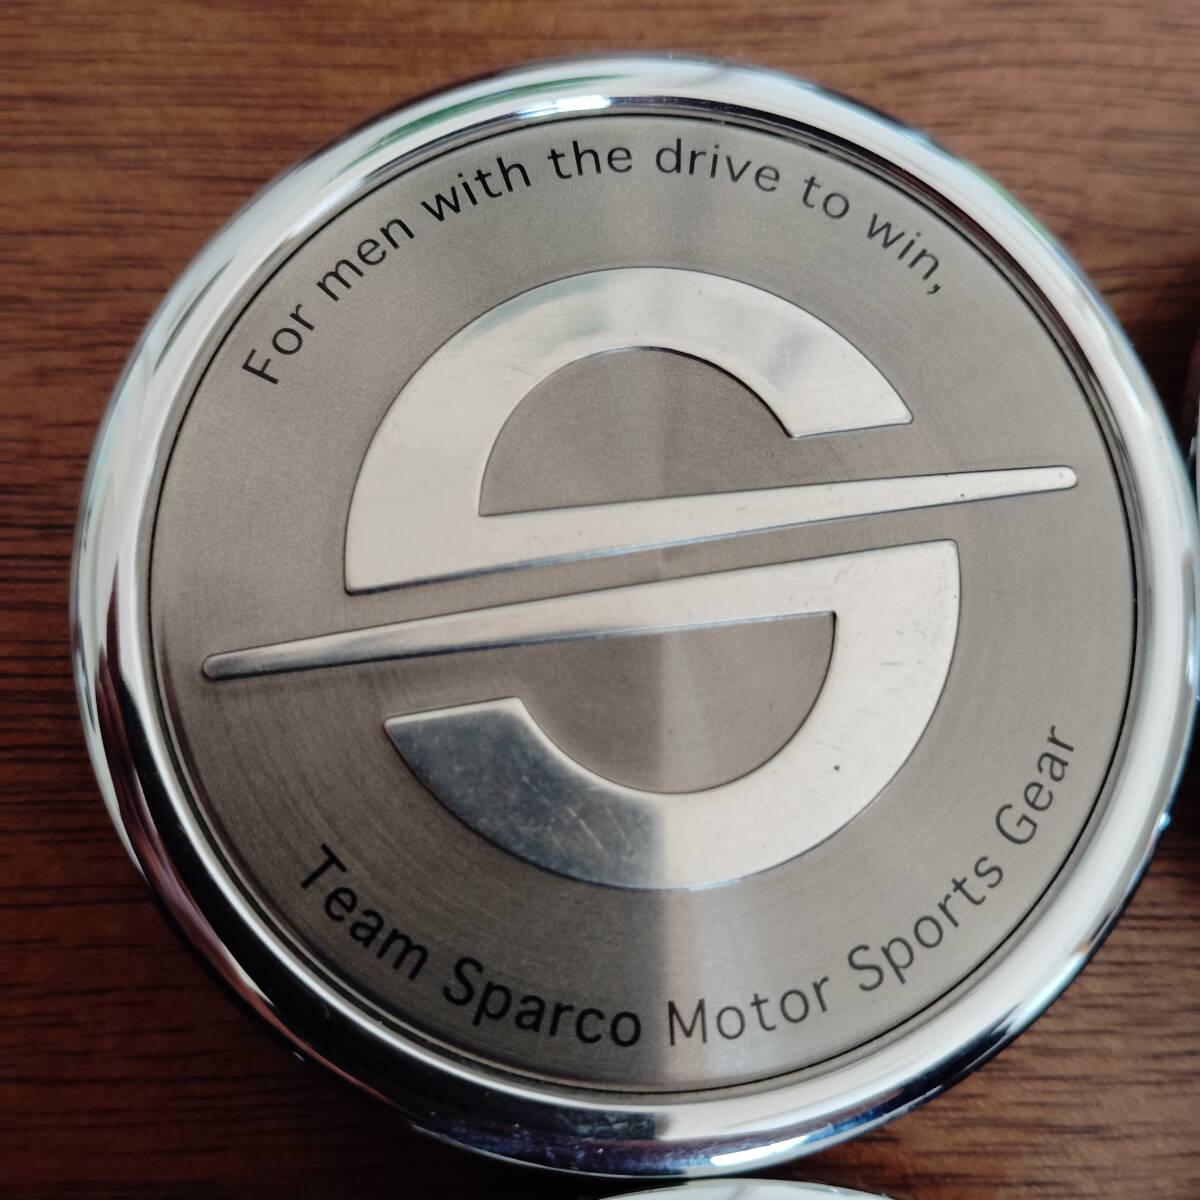 For men with the drive to win,
S
Team Sparco Motor Sports Gear